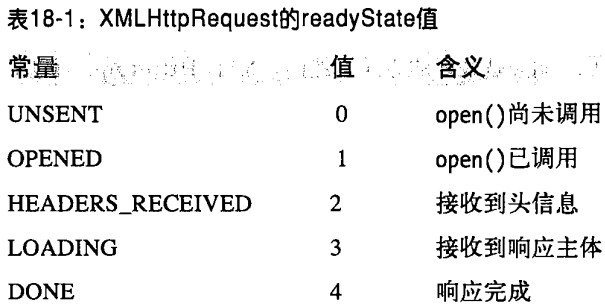 表18-1：XMLHttpRequest的readyState值
常量 值 含义
UNSENT 0 open()尚未调用
OPENED 1 open()已调用
HEADERS_RECEIVED 2 接收到头信息
LOADING 3 接收到响应主体
DONE 4 响应完成